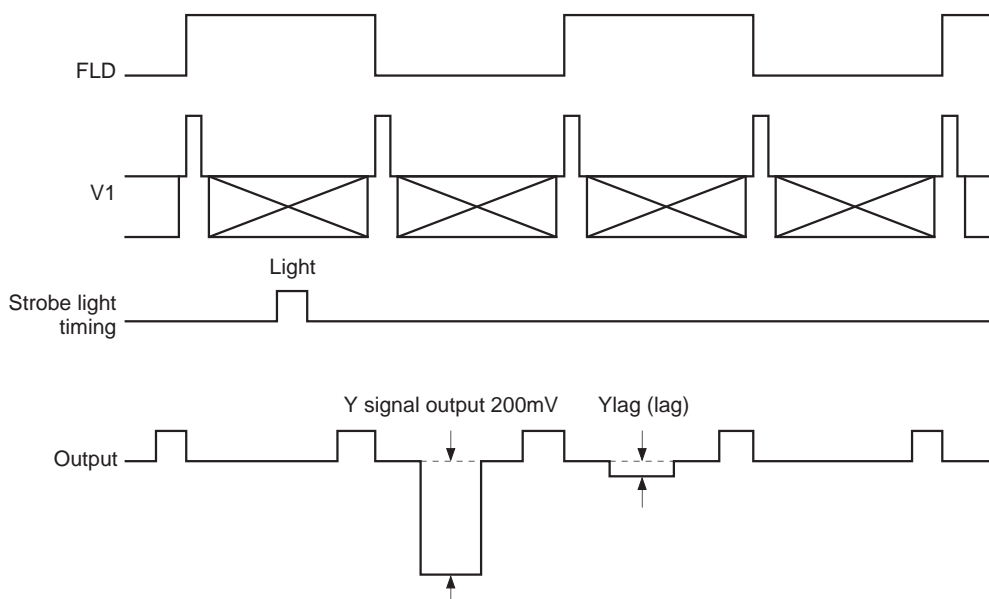 FLD
V1
Light
Strobe light
timing
Y signal output 200mV
Ylag (lag)
Output